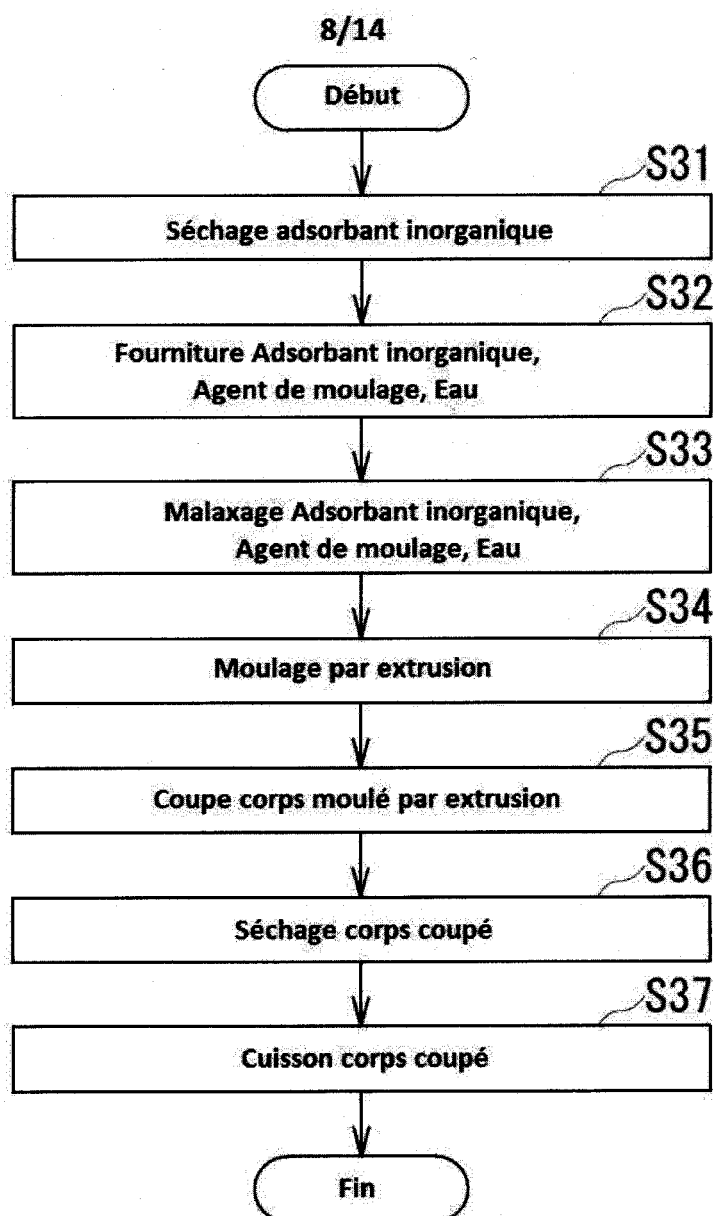 8/14
Début
S31
Séchage adsorbant inorganique
S32
Fourniture Adsorbant inorganique,
Agent de moulage, Eau
S33
Malaxage Adsorbant inorganique,
Agent de moulage, Eau
S34
Moulage par extrusion
S35
Coupe corps moulé par extrusion
S36
Séchage corps coupé
S37
Cuisson corps coupé
Fin